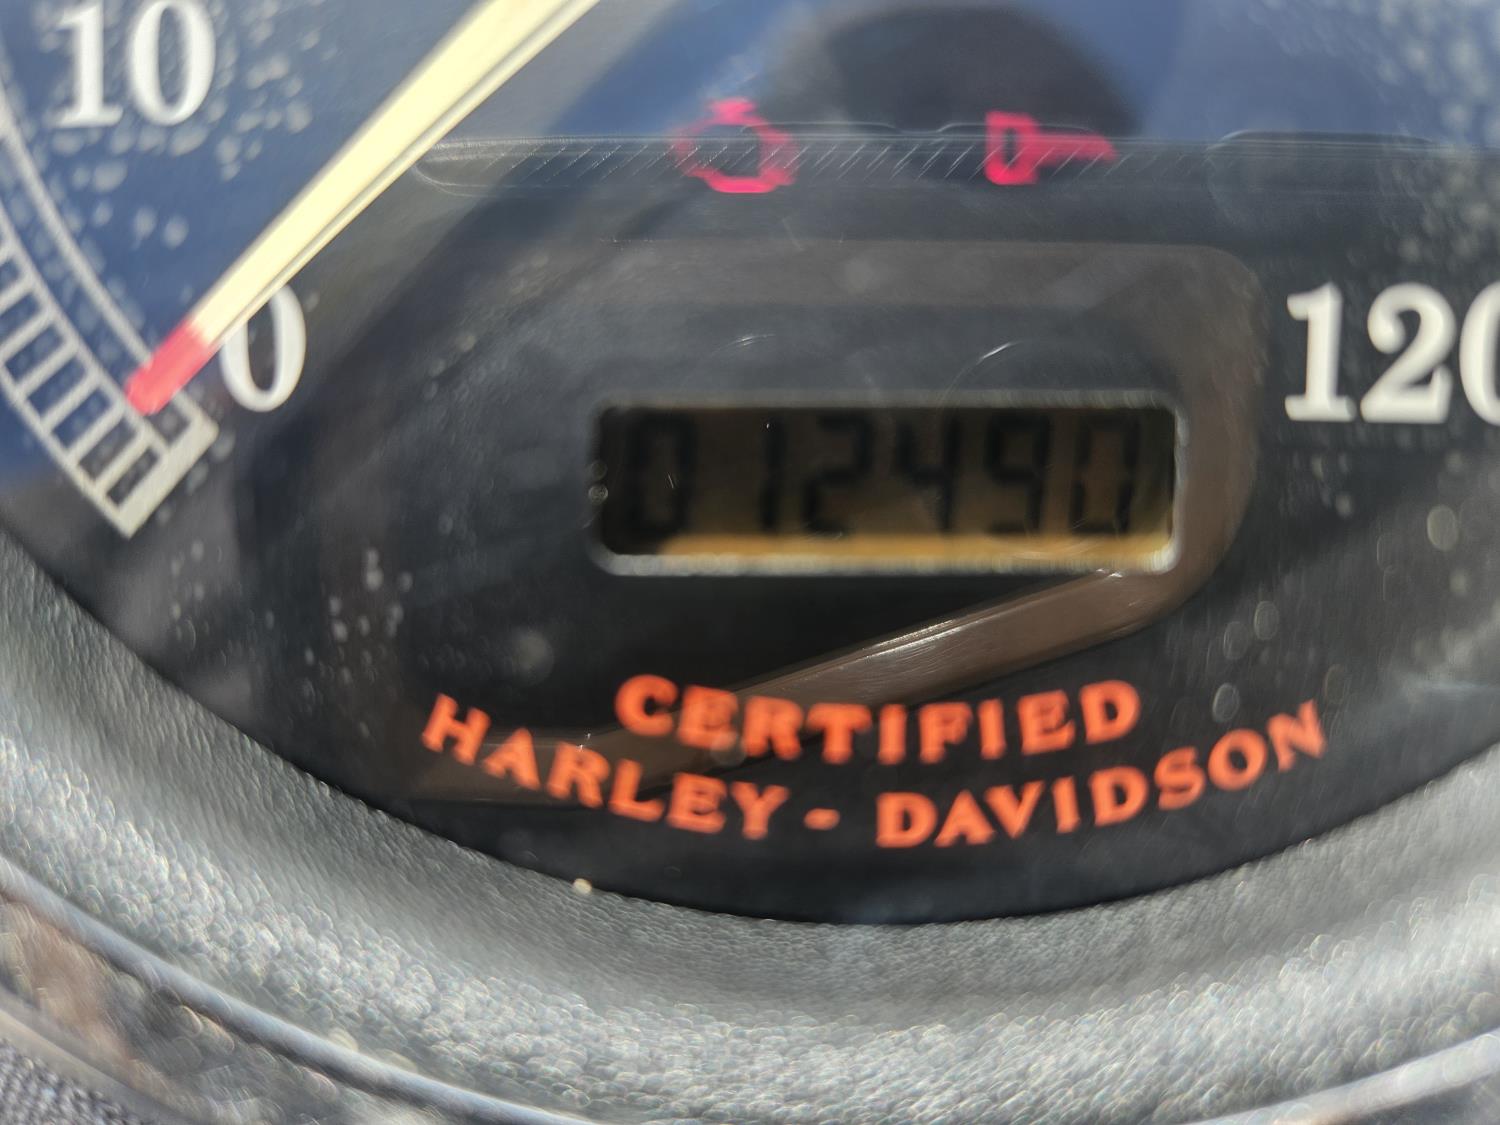 10
0
120
012490
CERTIFIED
HARLEY - DAVIDSON